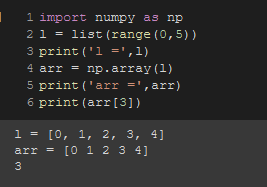 1 import numpy as np
2 l = list(range(0,5))
3 print('l =',l)
4 arr = np.array(l)
5 print('arr =',arr)
6 print(arr[3])
l = [0, 1, 2, 3, 4]
arr = [0 1 2 3 4]
3